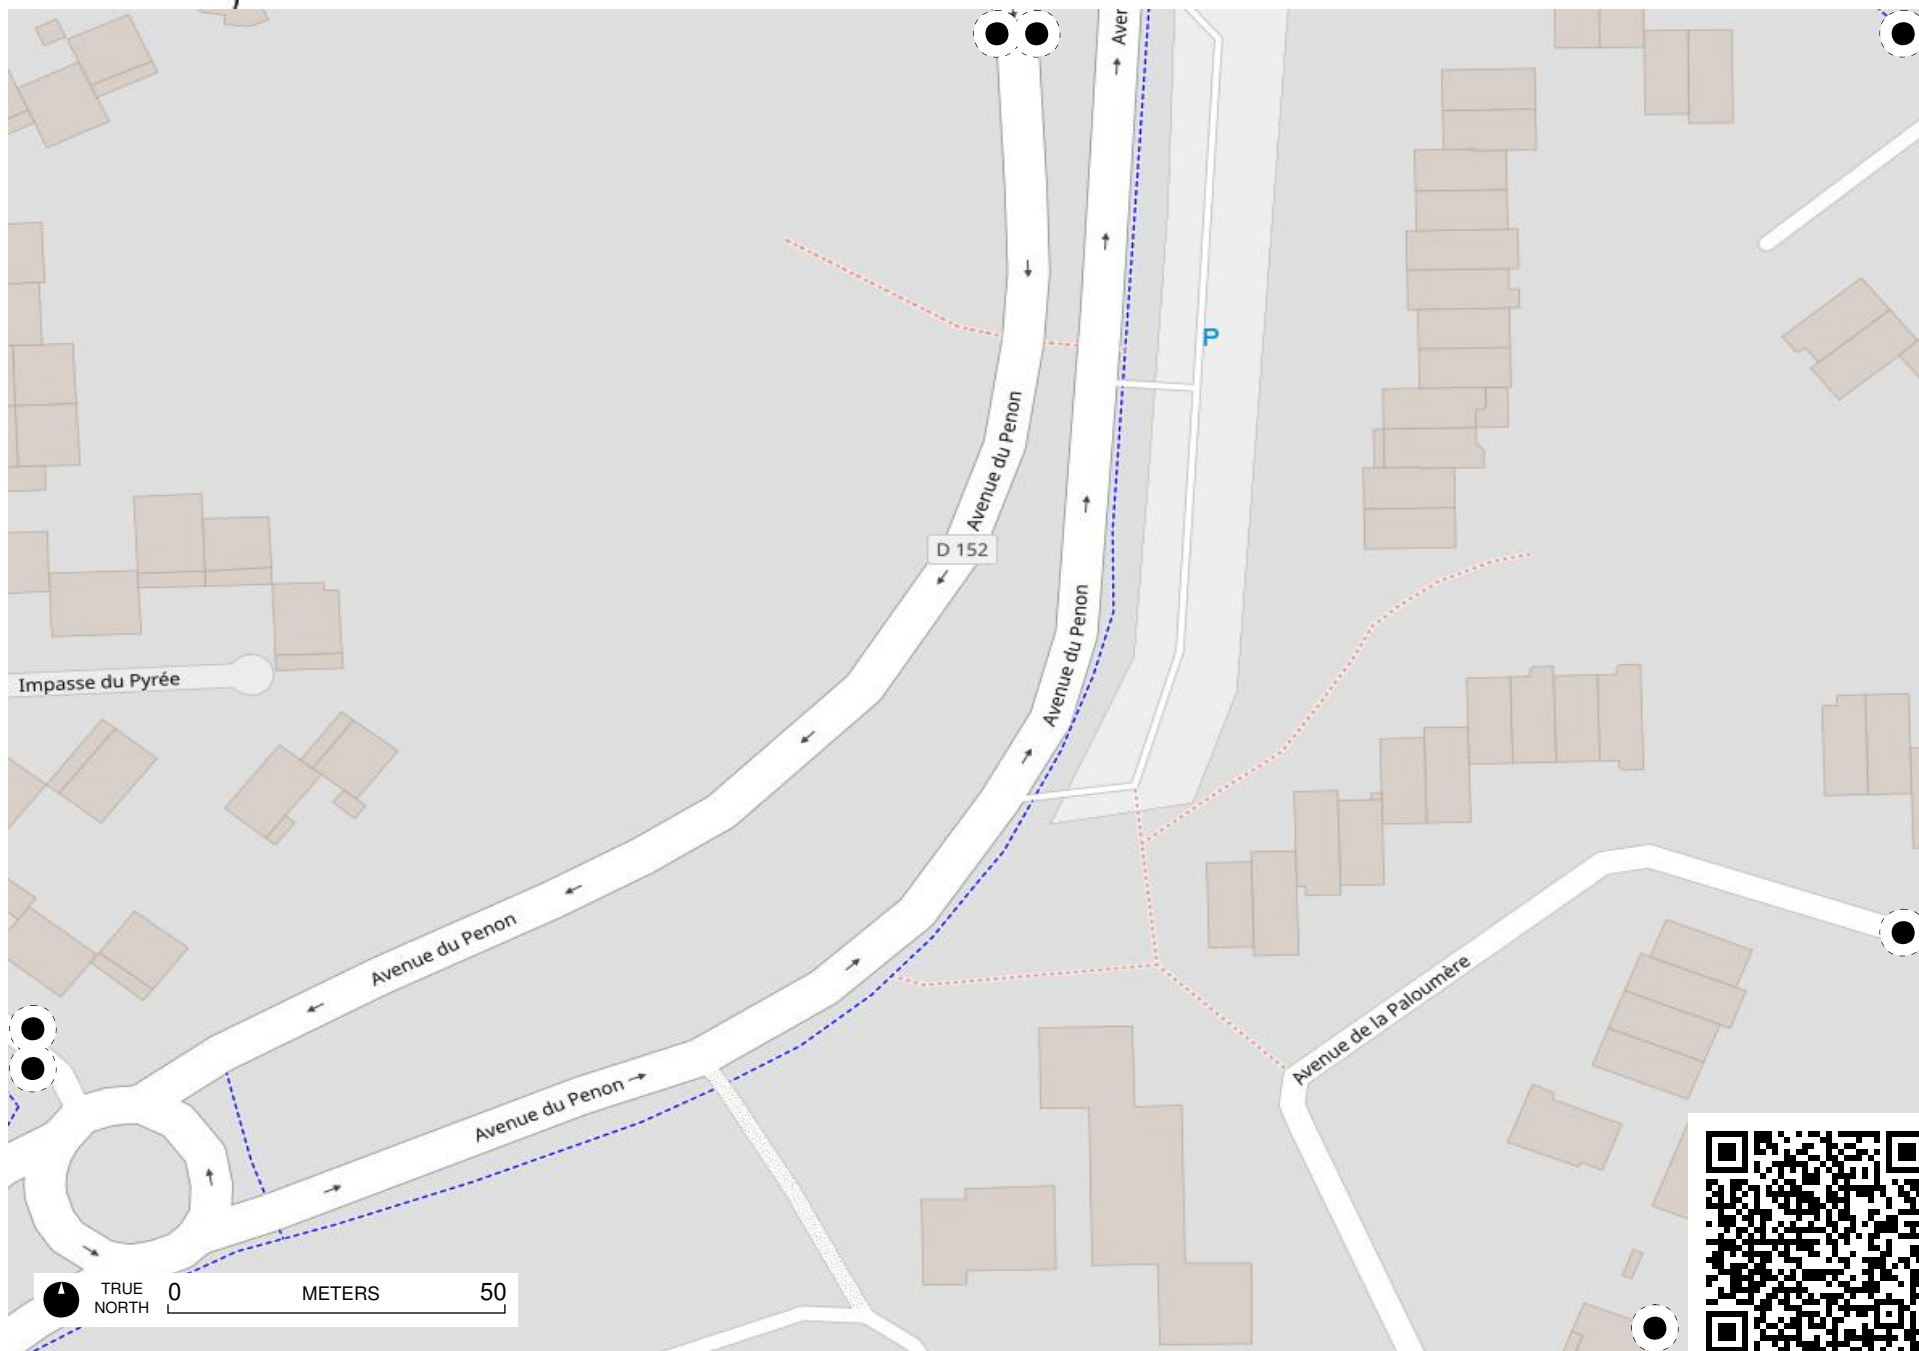 Aver
P
Avenue du Penon
D 152
Avenue du Penon
Impasse du Pyrée
Avenue du Penon
Avenue de la Paloumère
Avenue du Penon
TRUE
NORTH
0 METERS 50